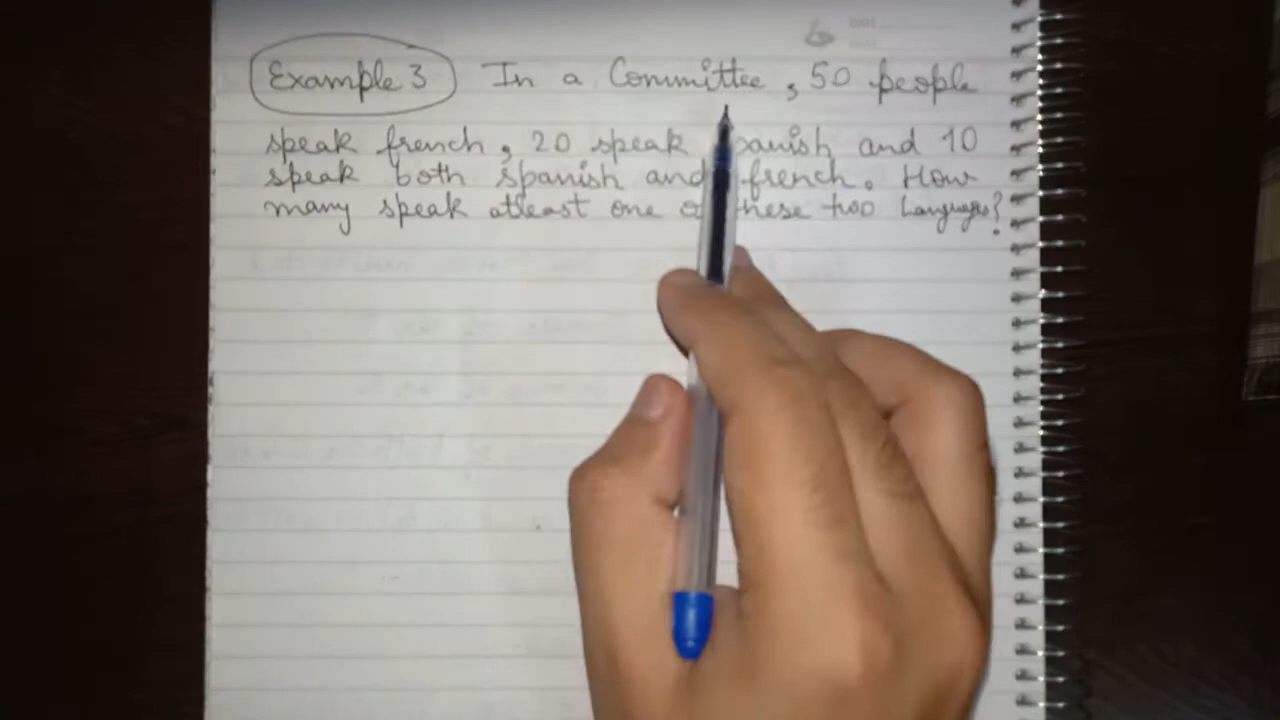 Example 3 In a Committee, 50 people
speak french, 20 speak panish and 10
speak both spanish and french. How
many speak atleast one these two Languages?